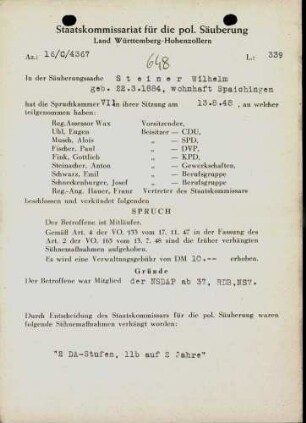 Staatskommissariat für die pol. Säuberung
Land Württemberg-Hohenzollern
Az.: 16/C/4367
L: 339
648
In der Säuberungssache Steiner Wilhelm
geb. 22.3.1884, wohnhaft Spaichingen
hat die Spruchkammer VII in ihrer Sitzung am 13.8.48, an welcher
teilgenommen haben:
Reg.Assessor Wax Vorsitzender,
Uhl, Eugen Beisitzer - CDU,
Mauch, Alois „ - SPD,
Fischer, Paul „ - DVP,
Fink, Gottlieb „ - KPD,
Steinacher, Anton „ - Gewerkschaften,
Schwarz, Emil „ - Berufsgruppe
Schnekenburger, Josef „ - Berufsgruppe
Reg-Ang. Bauer, Franz Vertreter des Staatskommissars
beschlossen und verkündet folgenden
SPRUCH
Der Betroffene ist Mitläufer.
Gemäß Art. 4 der VO. 133 vom 17. 11. 47 in der Fassung des
Art. 2 der VO. 165 vom 13. 7. 48 sind die früher verhängten
Sühnemaßnahmen aufgehoben.
Es wird eine Verwaltungsgebühr von DM 10.-- erhoben.
Gründe
Der Betroffene war Mitglied der NSDAP ab 37, RDB, NSV.
Durch Entscheidung des Staatskommissars für die pol. Säuberung waren
folgende Sühnemaßnahmen verhängt worden:
"2 DA-Stufen, 11b auf 2 Jahre"